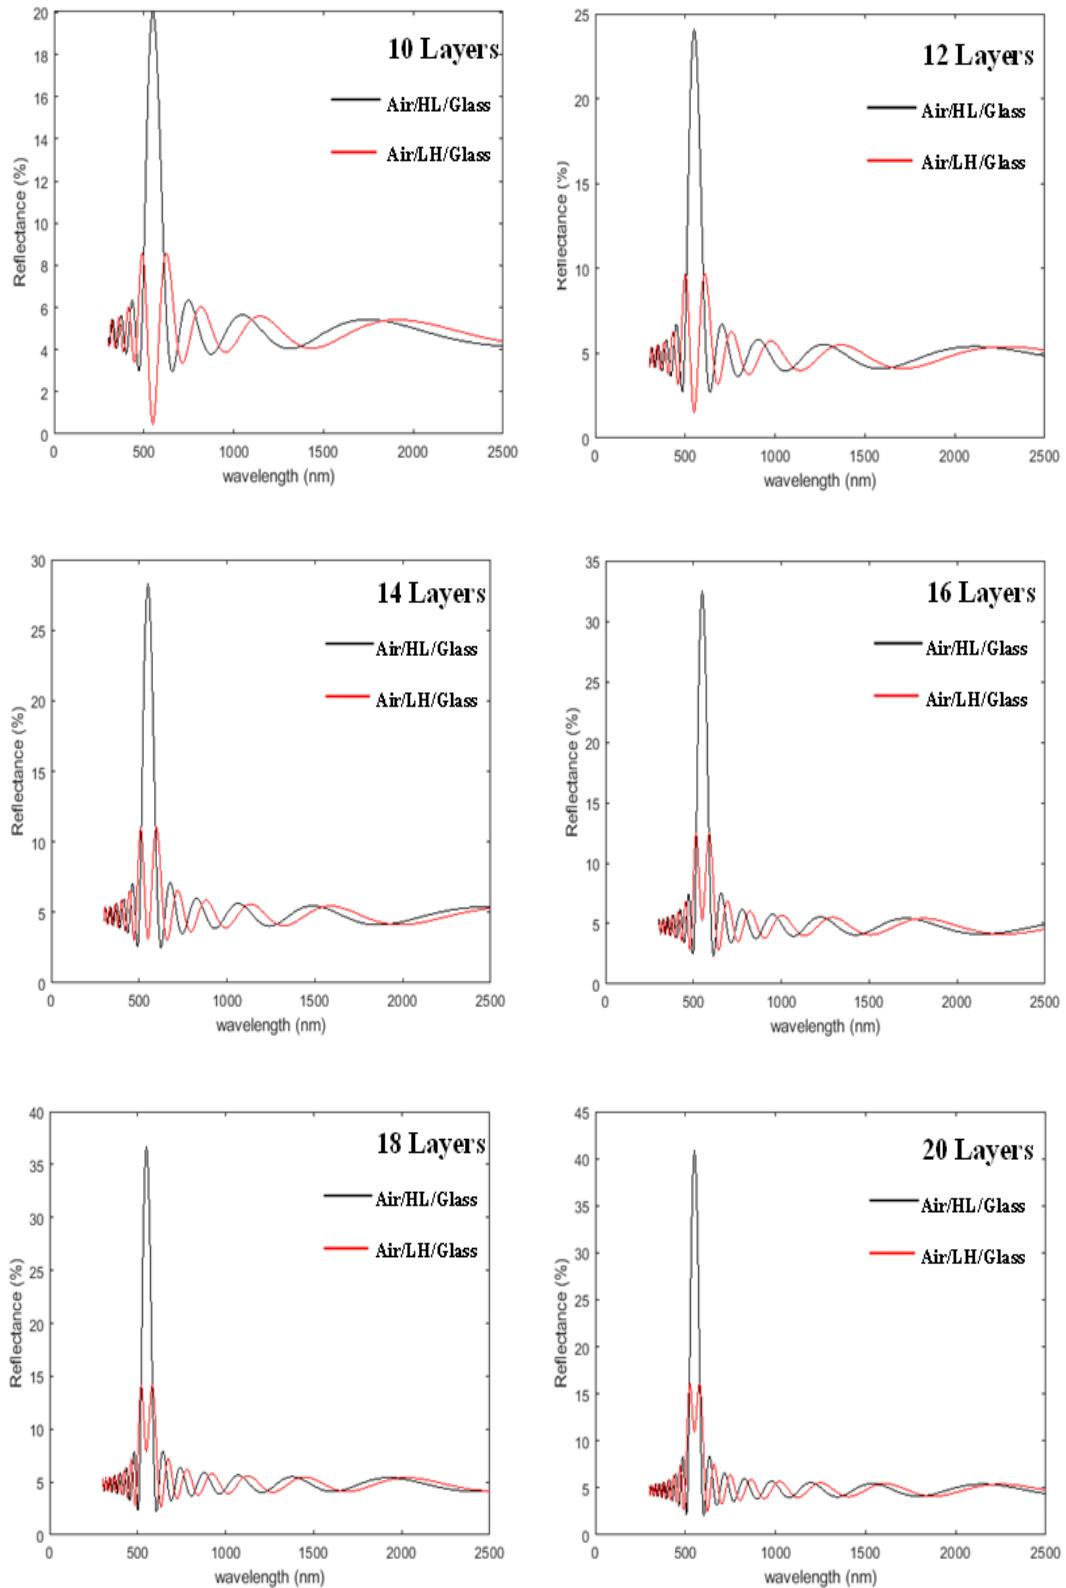 20
18
16
14
12
10
8
6
4
2
0
Reflectance (%)
10 Layers
Air/HL/Glass
Air/LH/Glass
0 500 1000 1500 2000 2500
wavelength (nm)
25
20
15
10
5
0
Reflectance (%)
12 Layers
Air/HL/Glass
Air/LH/Glass
0 500 1000 1500 2000 2500
wavelength (nm)
30
25
20
15
10
5
0
Reflectance (%)
14 Layers
Air/HL/Glass
Air/LH/Glass
0 500 1000 1500 2000 2500
wavelength (nm)
35
30
25
20
15
10
5
0
Reflectance (%)
16 Layers
Air/HL/Glass
Air/LH/Glass
0 500 1000 1500 2000 2500
wavelength (nm)
40
35
30
25
20
15
10
5
0
Reflectance (%)
18 Layers
Air/HL/Glass
Air/LH/Glass
0 500 1000 1500 2000 2500
wavelength (nm)
45
40
35
30
25
20
15
10
5
0
Reflectance (%)
20 Layers
Air/HL/Glass
Air/LH/Glass
0 500 1000 1500 2000 2500
wavelength (nm)